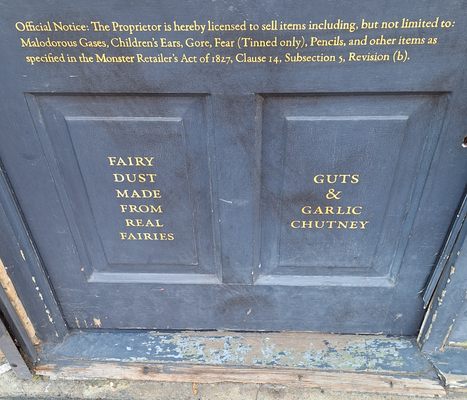 Official Notice: The Proprietor is hereby licensed to sell items including, but not limited to:
Malodorous Gases, Children's Ears, Gore, Fear (Tinned only), Pencils, and other items as
specified in the Monster Retailer's Act of 1827, Clause 14, Subsection 5, Revision (b).
FAIRY
DUST
MADE
FROM
REAL
FAIRIES
GUTS
&
GARLIC
CHUTNEY